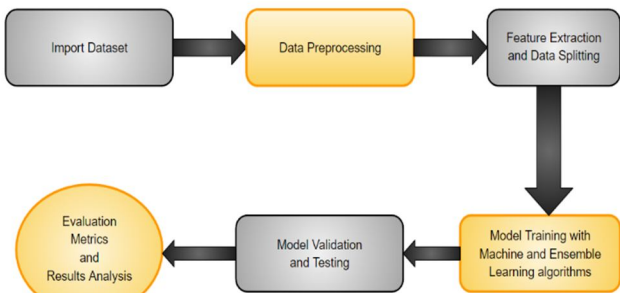 Import Dataset
Data Preprocessing
Feature Extraction
and Data Splitting
Model Training with
Machine and Ensemble
Learning algorithms
Model Validation
and Testing
Evaluation
Metrics
and
Results Analysis